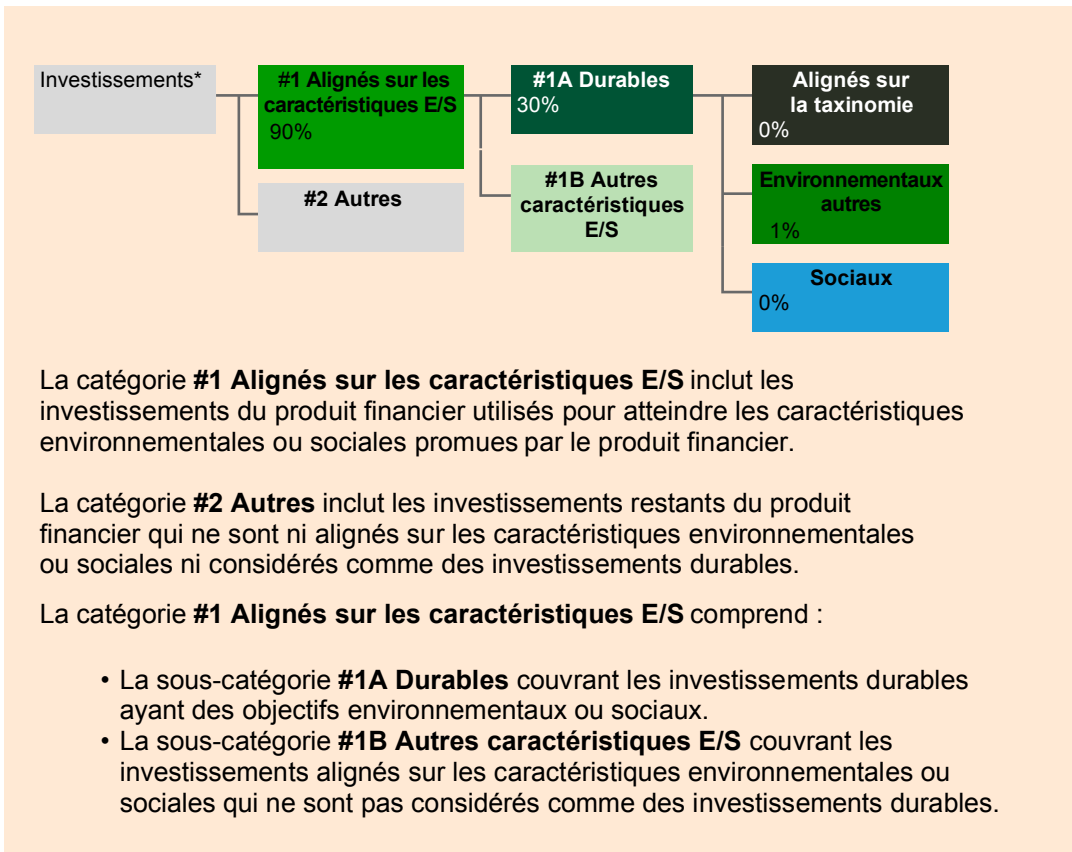 Investissements*
#1 Alignés sur les
caractéristiques E/S
90%
#2 Autres
#1A Durables
30%
#1B Autres
caractéristiques
E/S
Alignés sur
la taxinomie
0%
Environnementaux
autres
1%
Sociaux
0%
La catégorie #1 Alignés sur les caractéristiques E/S inclut les
investissements du produit financier utilisés pour atteindre les caractéristiques
environnementales ou sociales promues par le produit financier.
La catégorie #2 Autres inclut les investissements restants du produit
financier qui ne sont ni alignés sur les caractéristiques environnementales
ou sociales ni considérés comme des investissements durables.
La catégorie #1 Alignés sur les caractéristiques E/S comprend :
• La sous-catégorie #1A Durables couvrant les investissements durables
ayant des objectifs environnementaux ou sociaux.
• La sous-catégorie #1B Autres caractéristiques E/S couvrant les
investissements alignés sur les caractéristiques environnementales ou
sociales qui ne sont pas considérés comme des investissements durables.